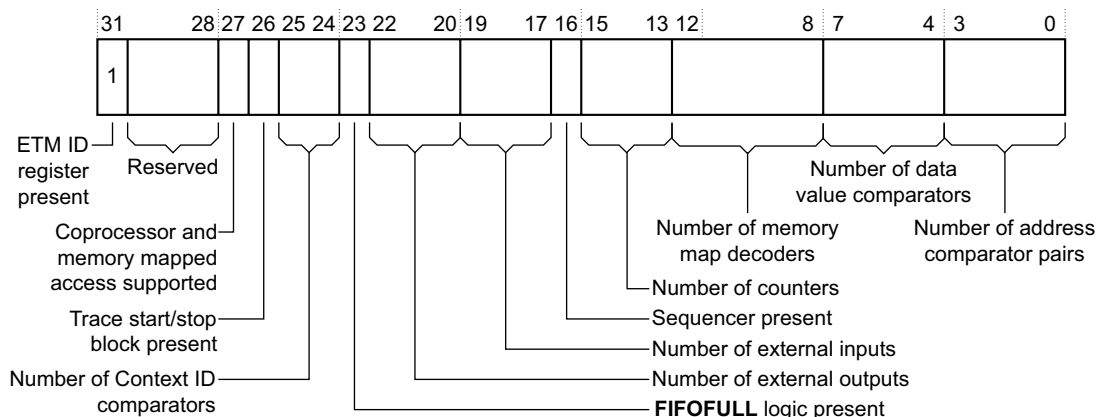 31 28 27 26 25 24 23 22 20 19 17 16 15 13 12 8 7 4 3 0
1
ETM ID
register
present
Reserved
Number of data
value comparators
Coprocessor and
memory mapped
access supported
Number of memory
map decoders
Number of address
comparator pairs
Number of counters
Trace start/stop
block present
Sequencer present
Number of external inputs
Number of Context ID
comparators
Number of external outputs
FIFOFULL logic present